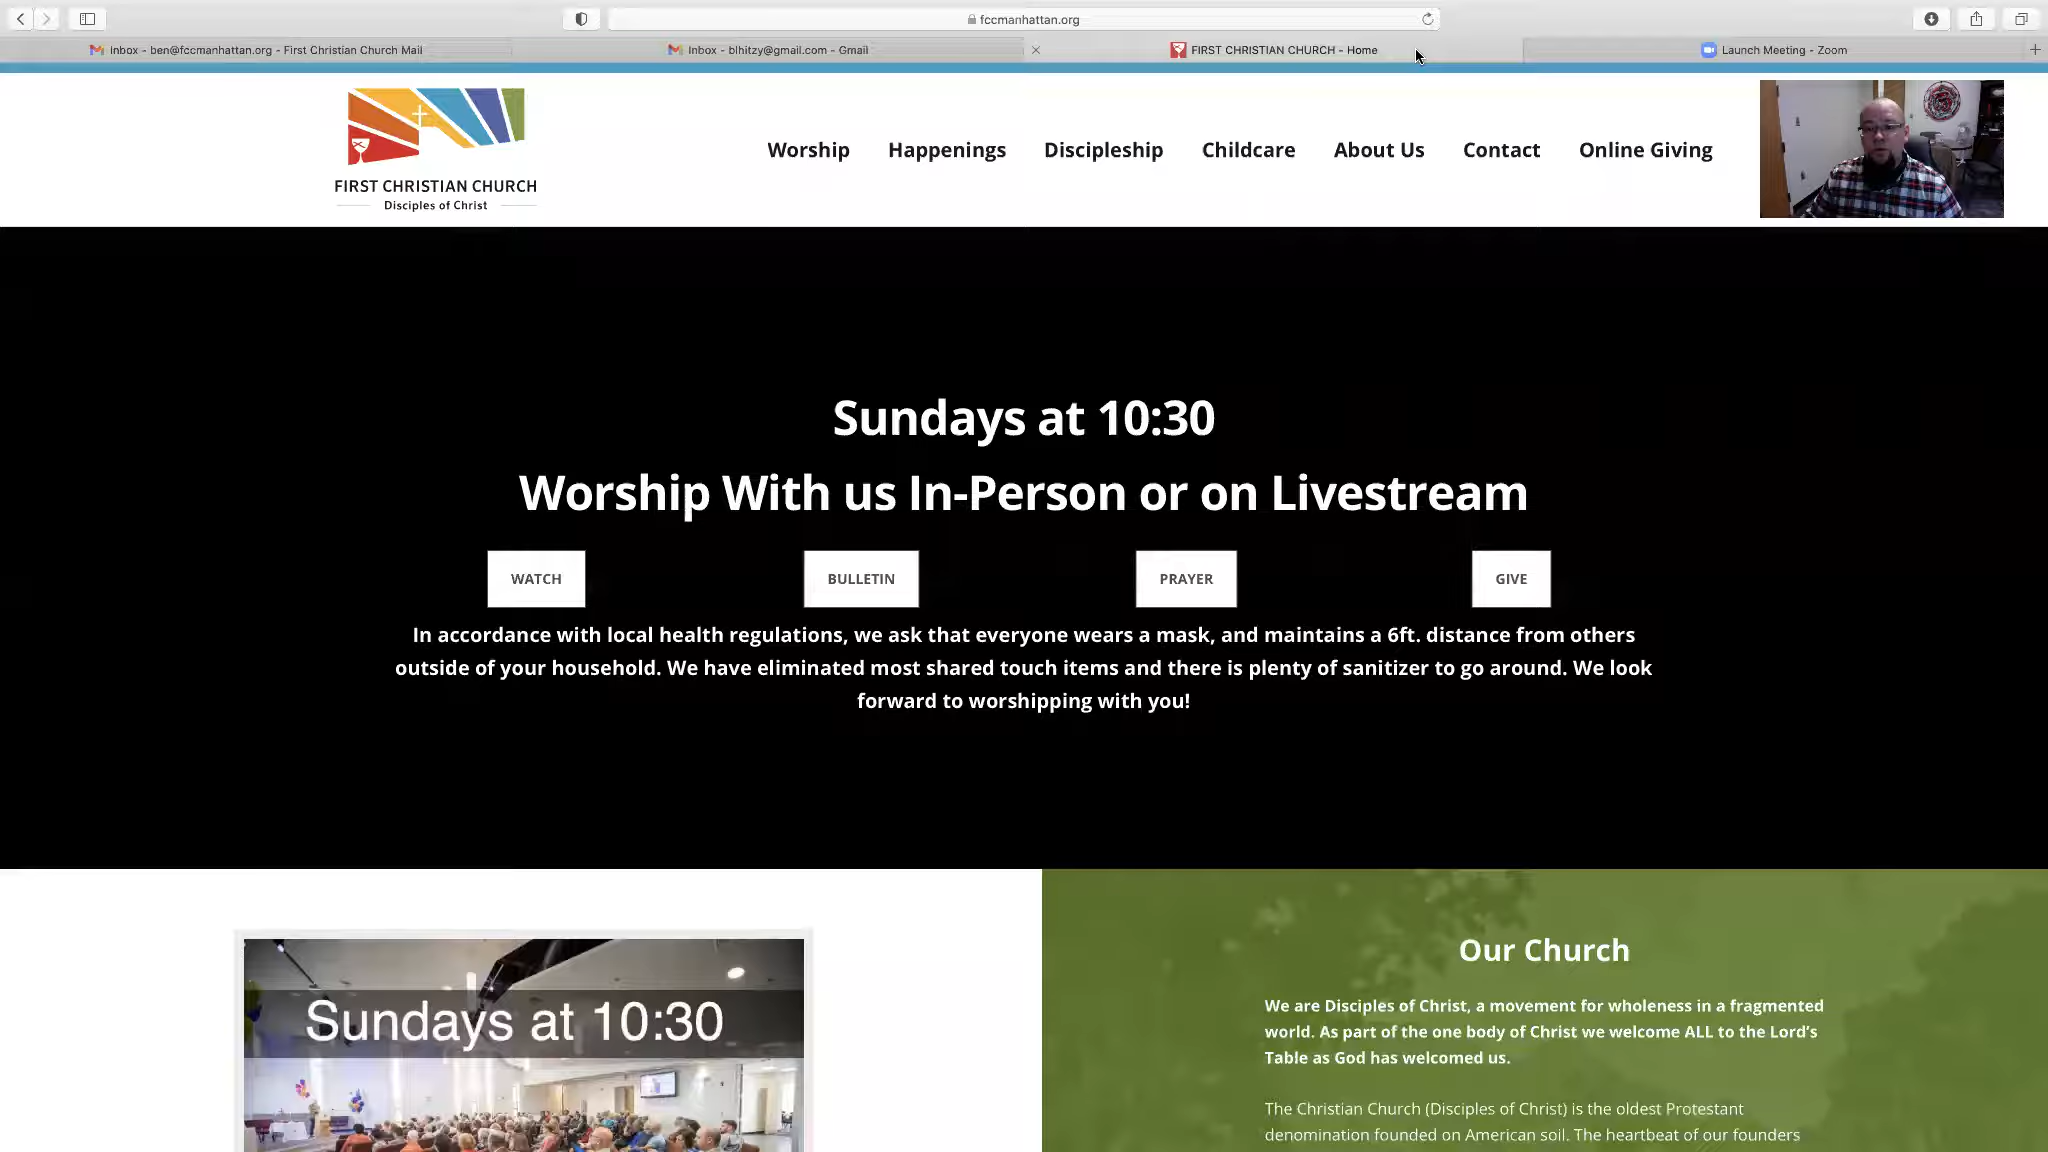 fccmanhattan.org
Inbox - ben@fccmanhattan.org - First Christian Church Mail
Inbox - blhitzy@gmail.com - Gmail
FIRST CHRISTIAN CHURCH - Home
Launch Meeting - Zoom
FIRST CHRISTIAN CHURCH
Disciples of Christ
Worship
Happenings
Discipleship
Childcare
About Us
Contact
Online Giving
Sundays at 10:30
Worship With us In-Person or on Livestream
WATCH
BULLETIN
PRAYER
GIVE
In accordance with local health regulations, we ask that everyone wears a mask, and maintains a 6ft. distance from others
outside of your household. We have eliminated most shared touch items and there is plenty of sanitizer to go around. We look
forward to worshipping with you!
Sundays at 10:30
Our Church
We are Disciples of Christ, a movement for wholeness in a fragmented
world. As part of the one body of Christ we welcome ALL to the Lord's
Table as God has welcomed us.
The Christian Church (Disciples of Christ) is the oldest Protestant
denomination founded on American soil. The heartbeat of our founders